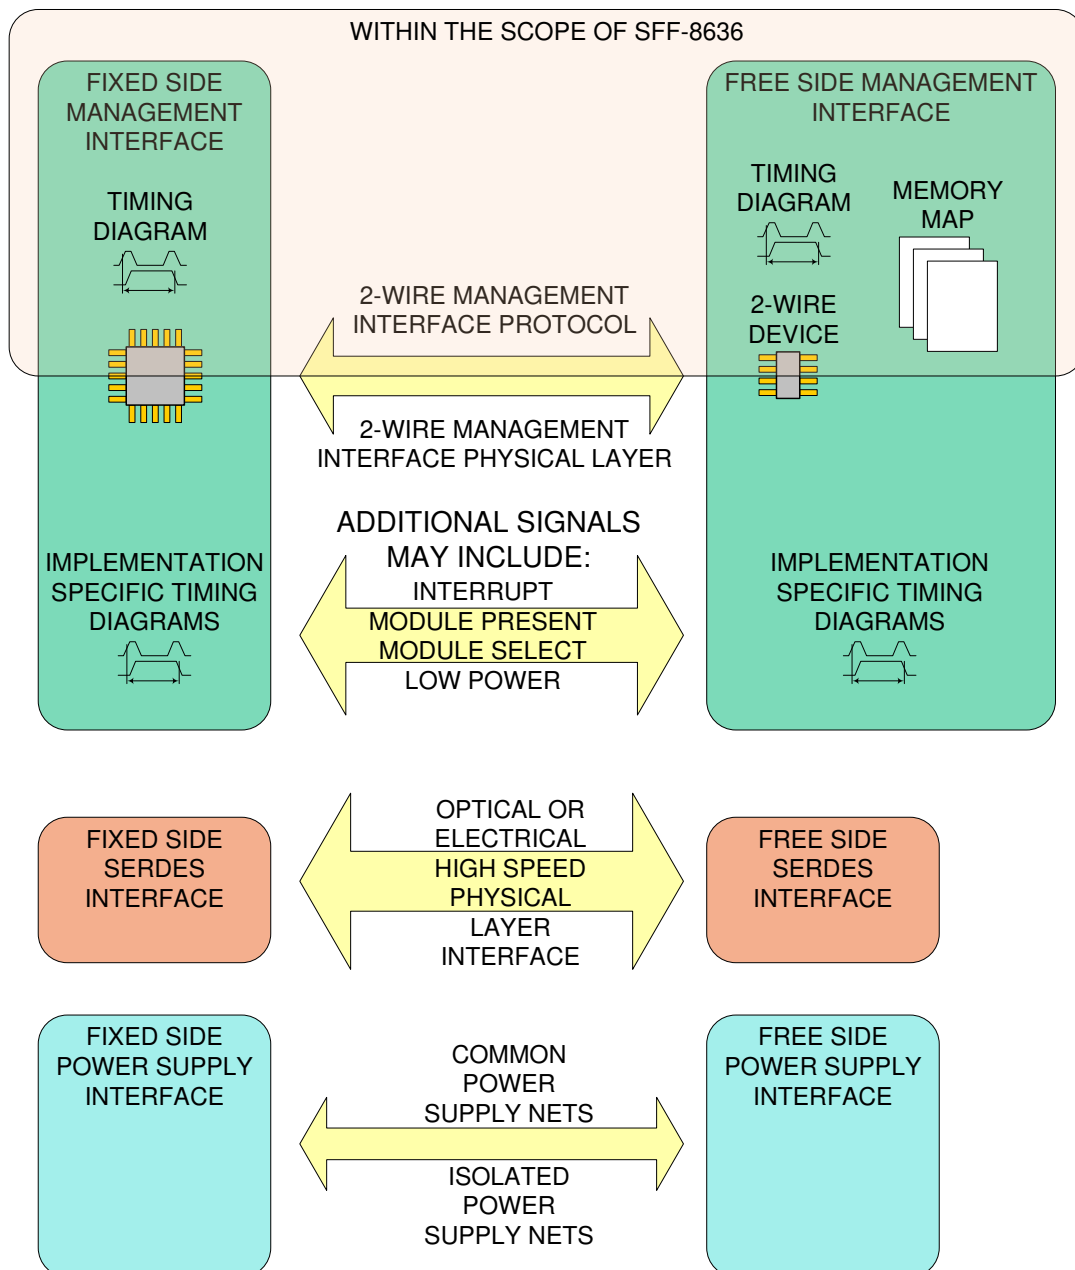 WITHIN THE SCOPE OF SFF-8636
FIXED SIDE
MANAGEMENT
INTERFACE
FREE SIDE MANAGEMENT
INTERFACE
TIMING
DIAGRAM
TIMING
DIAGRAM
MEMORY
MAP
2-WIRE MANAGEMENT
INTERFACE PROTOCOL
2-WIRE
DEVICE
2-WIRE MANAGEMENT
INTERFACE PHYSICAL LAYER
ADDITIONAL SIGNALS
MAY INCLUDE:
INTERRUPT
MODULE PRESENT
MODULE SELECT
LOW POWER
IMPLEMENTATION
SPECIFIC TIMING
DIAGRAMS
IMPLEMENTATION
SPECIFIC TIMING
DIAGRAMS
FIXED SIDE
SERDES
INTERFACE
OPTICAL OR
ELECTRICAL
HIGH SPEED
PHYSICAL
LAYER
INTERFACE
FREE SIDE
SERDES
INTERFACE
FIXED SIDE
POWER SUPPLY
INTERFACE
COMMON
POWER
SUPPLY NETS
ISOLATED
POWER
SUPPLY NETS
FREE SIDE
POWER SUPPLY
INTERFACE